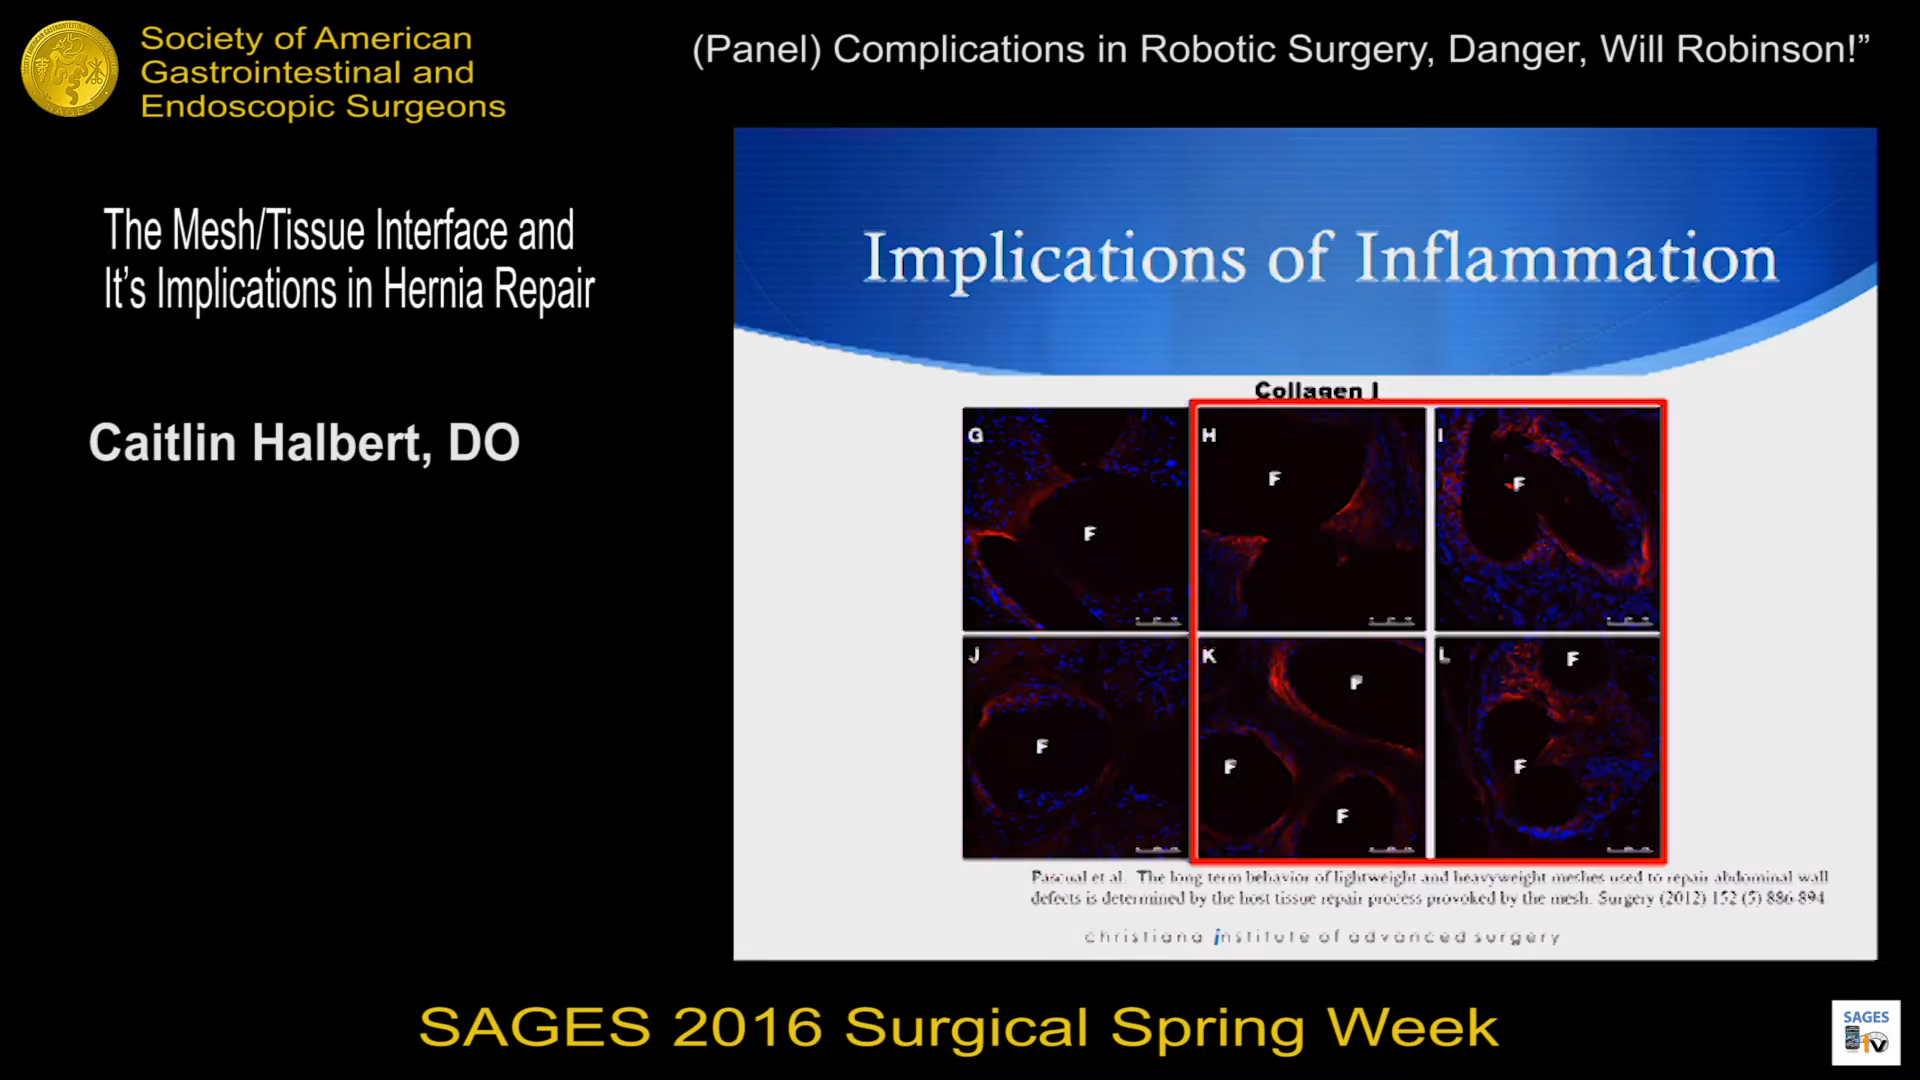 Society of American
Gastrointestinal and
Endoscopic Surgeons
(Panel) Complications in Robotic Surgery, Danger, Will Robinson!”
The Mesh/Tissue Interface and
It’s Implications in Hernia Repair
Caitlin Halbert, DO
Implications of Inflammation
Collagen I
G
H
I
F
F
F
J
K
L
F
F
F
F
F
F
Pascual et al. The long term behavior of lightweight and heavyweight meshes used to repair abdominal wall
defects is determined by the host tissue repair process provoked by the mesh. Surgery (2012) 152 (5) 886-894
christiana institute of advanced surgery
SAGES 2016 Surgical Spring Week
SAGES
TV